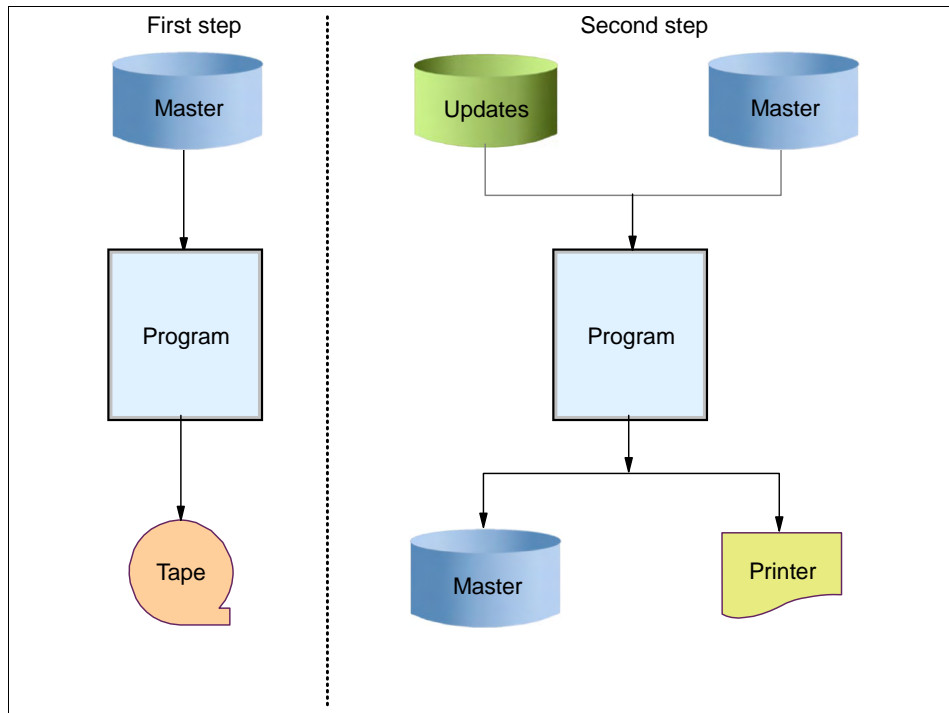 First step
Second step
Master
Updates
Master
Program
Program
Tape
Master
Printer